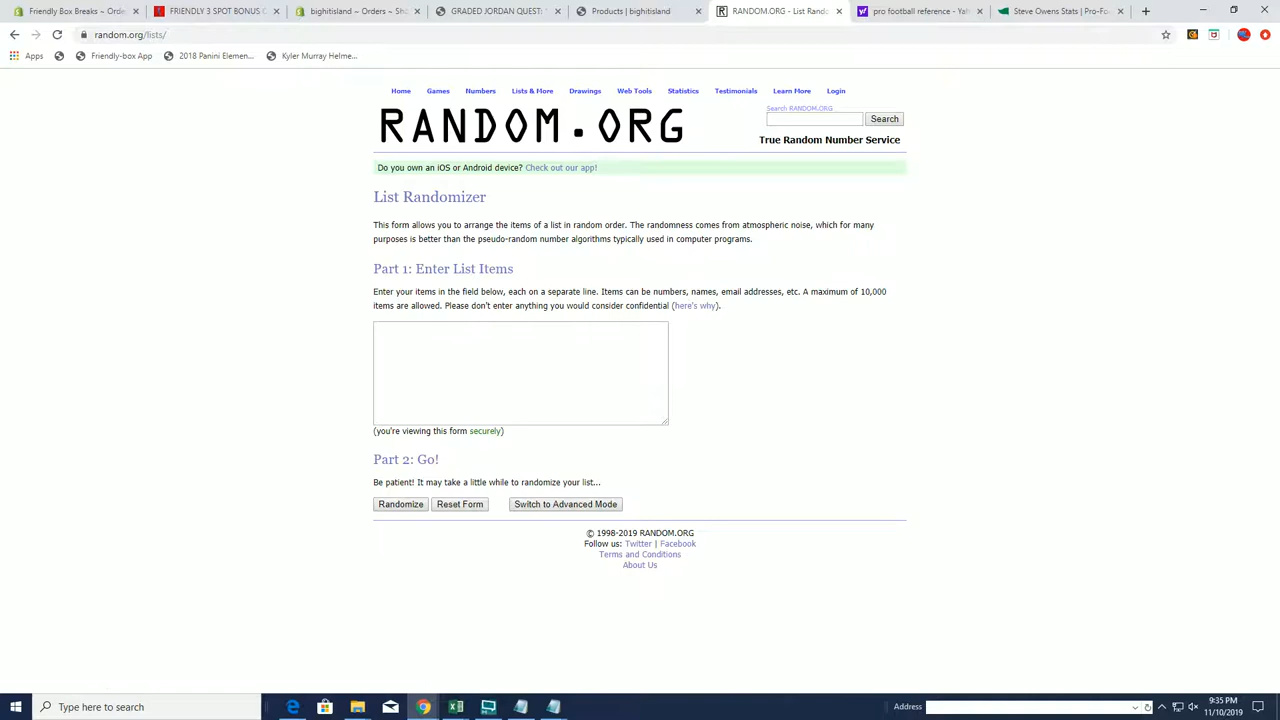 Friendly Box Breaks ~ Orde
FRIENDLY 3 SPOT BONUS C
bighitisland ~ Orders ~ Sho
GRADED JORDAN QUEST: '
Products | bighitisland
RANDOM.ORG - List Rando
pro football reference - Yah
Steve Owens Stats | Pro-Foo
random.org/lists/
Apps
Friendly-box App
2018 Panini Elemen...
Kyler Murray Helme...
Home Games Numbers Lists & More Drawings Web Tools Statistics Testimonials Learn More Login
RANDOM.ORG
Search RANDOM.ORG
Search
True Random Number Service
Do you own an iOS or Android device? Check out our app!
List Randomizer
This form allows you to arrange the items of a list in random order. The randomness comes from atmospheric noise, which for many
purposes is better than the pseudo-random number algorithms typically used in computer programs.
Part 1: Enter List Items
Enter your items in the field below, each on a separate line. Items can be numbers, names, email addresses, etc. A maximum of 10,000
items are allowed. Please don't enter anything you would consider confidential (here's why).
(you're viewing this form securely)
Part 2: Go!
Be patient! It may take a little while to randomize your list...
Randomize Reset Form Switch to Advanced Mode
© 1998-2019 RANDOM.ORG
Follow us: Twitter | Facebook
Terms and Conditions
About Us
Type here to search
Address
9:35 PM
11/10/2019